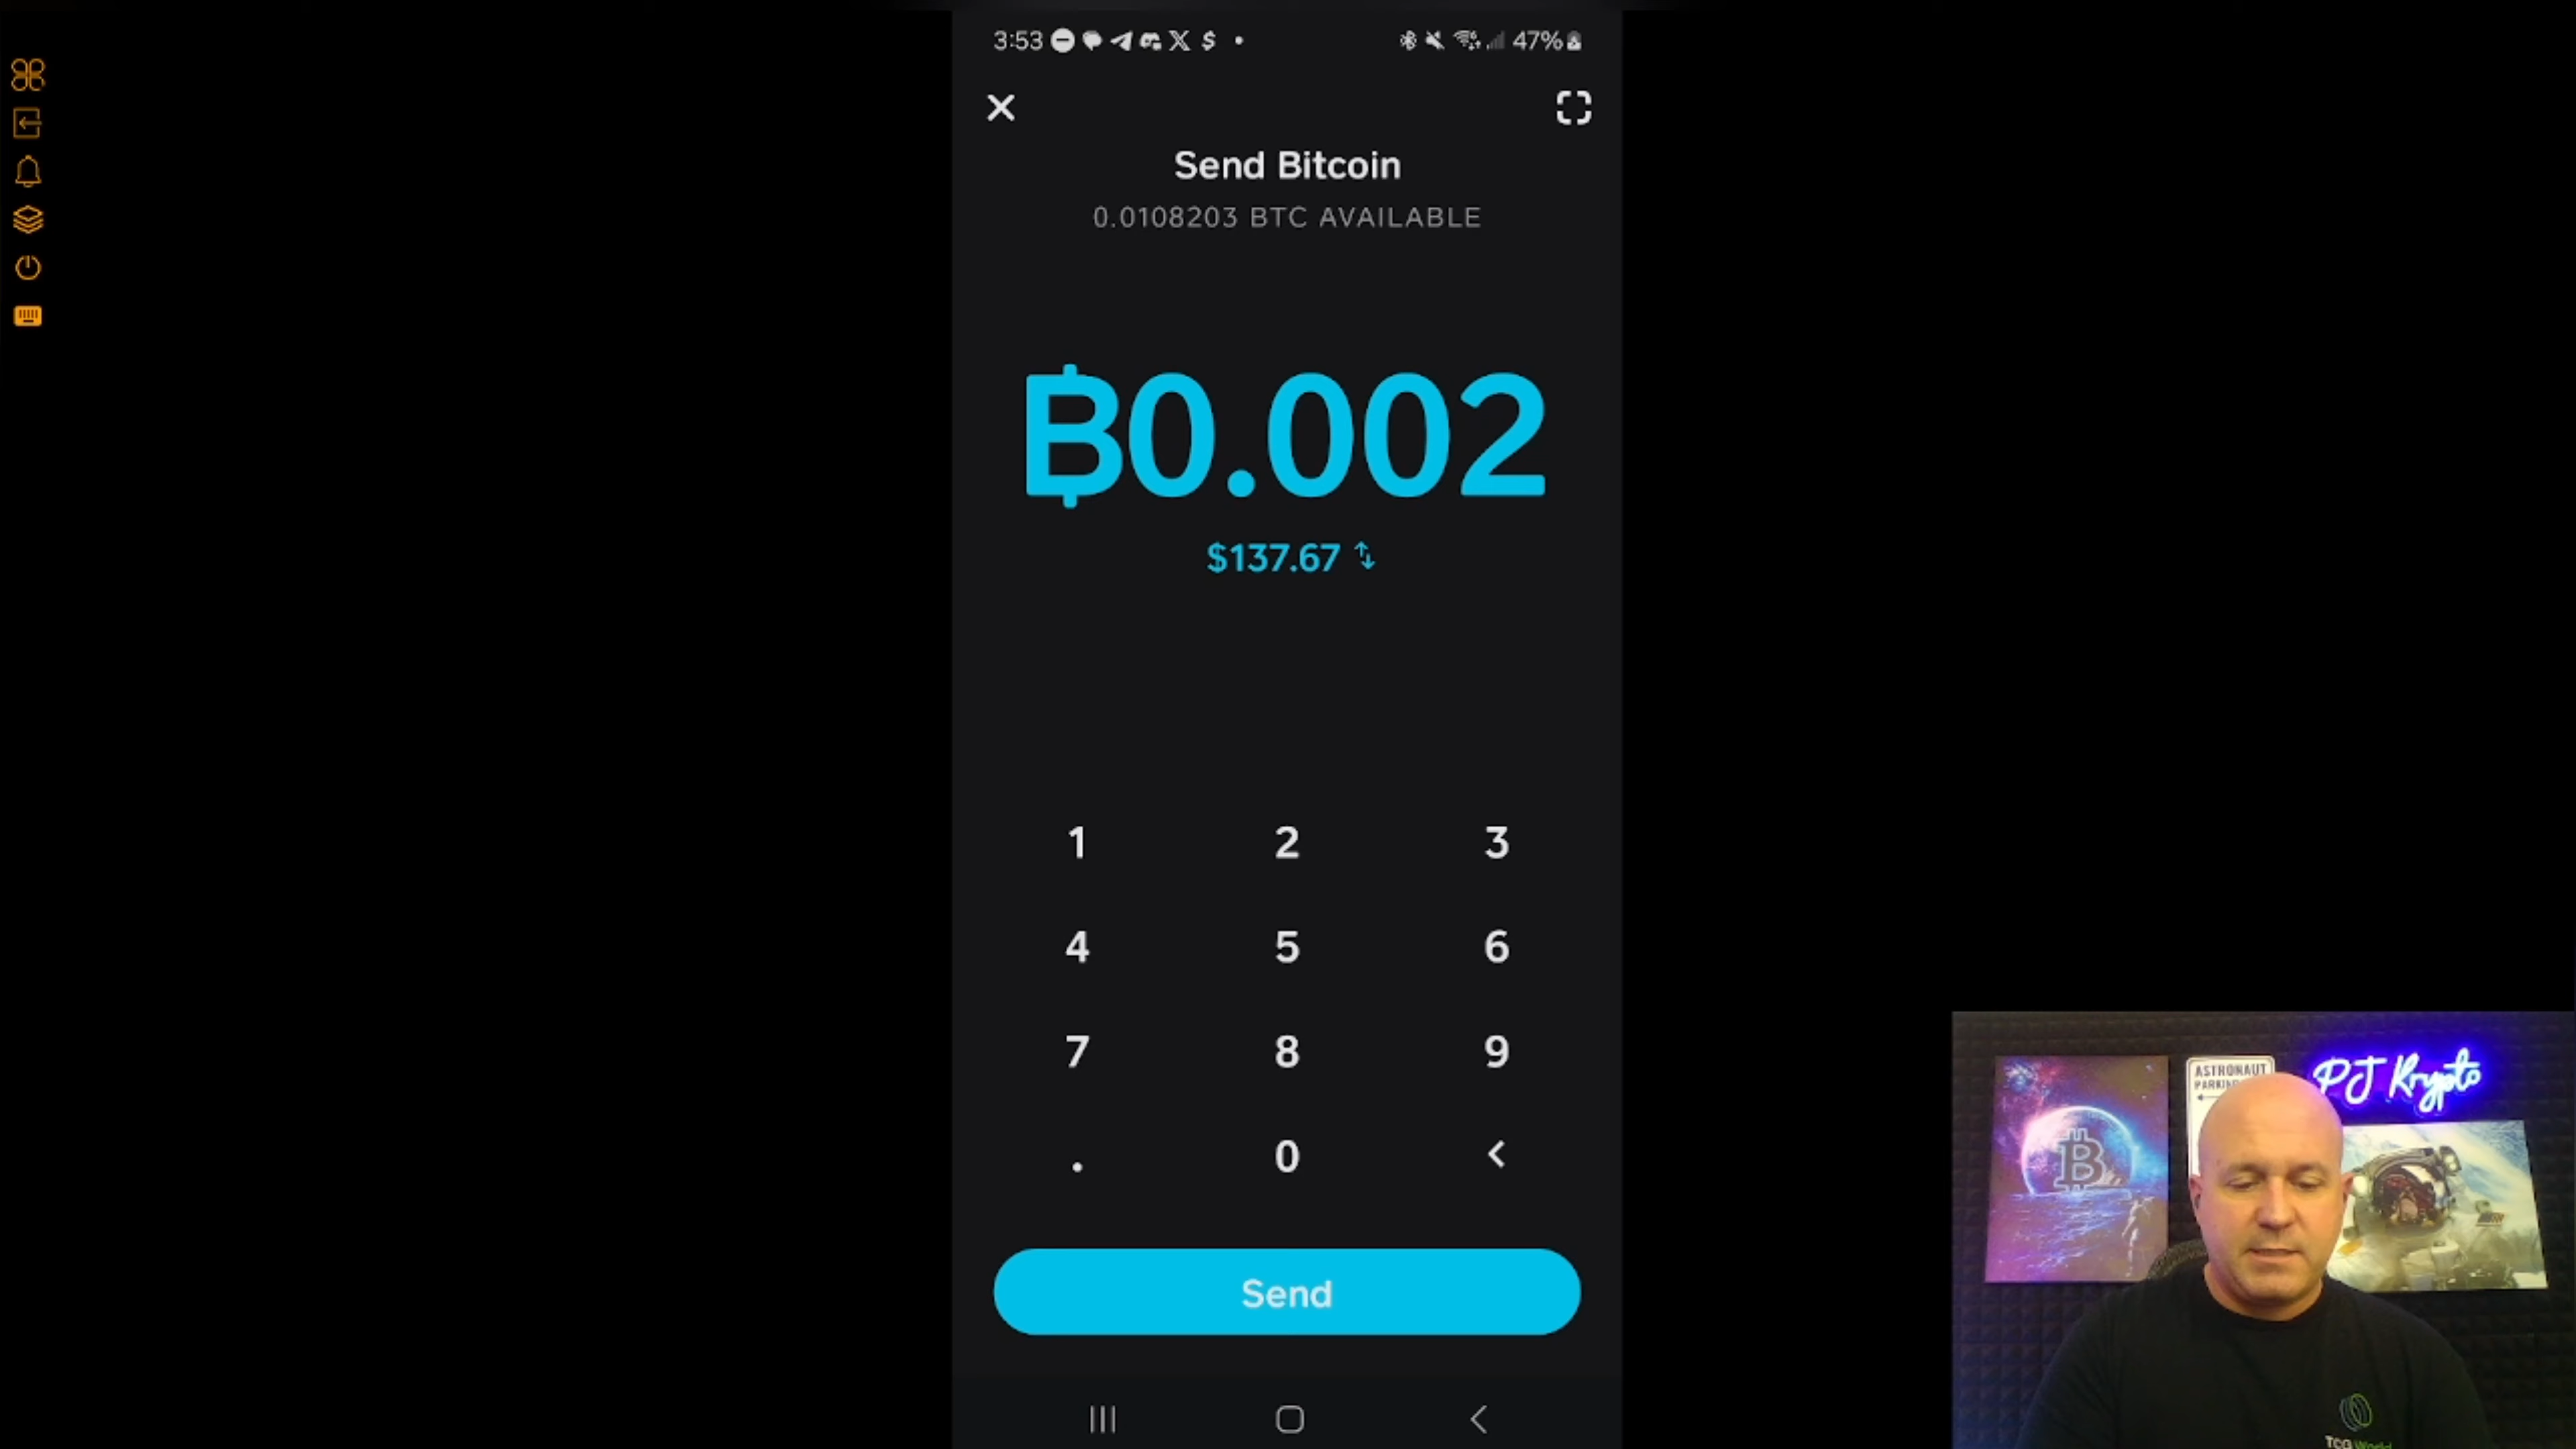 3:53
47%
Send Bitcoin
0.0108203 BTC AVAILABLE
₿0.002
$137.67
1 2 3
4 5 6
7 8 9
. 0 <
Send
ASTRONAUT
PJ Krypto